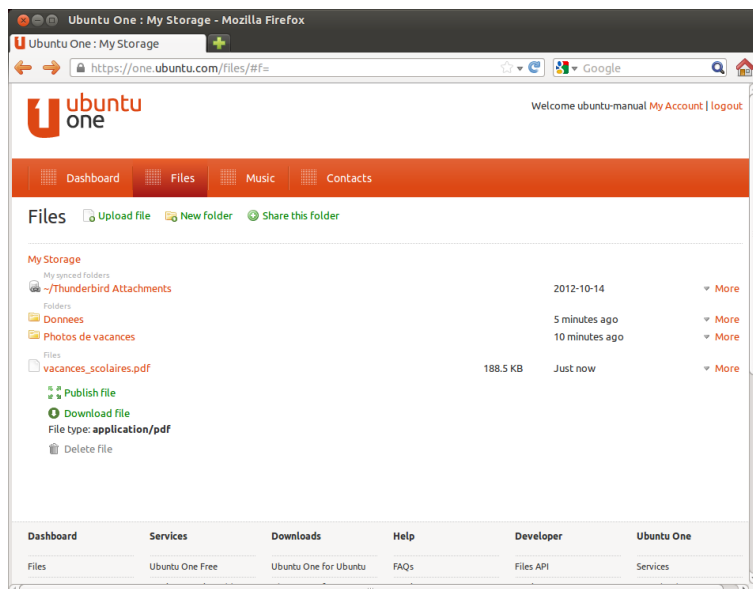 Ubuntu One : My Storage - Mozilla Firefox
Ubuntu One : My Storage
https://one.ubuntu.com/files/#f=
Google
ubuntu
one
Welcome ubuntu-manual My Account | logout
Dashboard Files Music Contacts
Files Upload file New folder Share this folder
My Storage
My synced folders
~/Thunderbird Attachments 2012-10-14 More
Folders
Donnees 5 minutes ago More
Photos de vacances 10 minutes ago More
Files
vacances_scolaires.pdf 188.5 KB Just now More
Publish file
Download file
File type: application/pdf
Delete file
Dashboard Services Downloads Help Developer Ubuntu One
Files Ubuntu One Free Ubuntu One for Ubuntu FAQs Files API Services